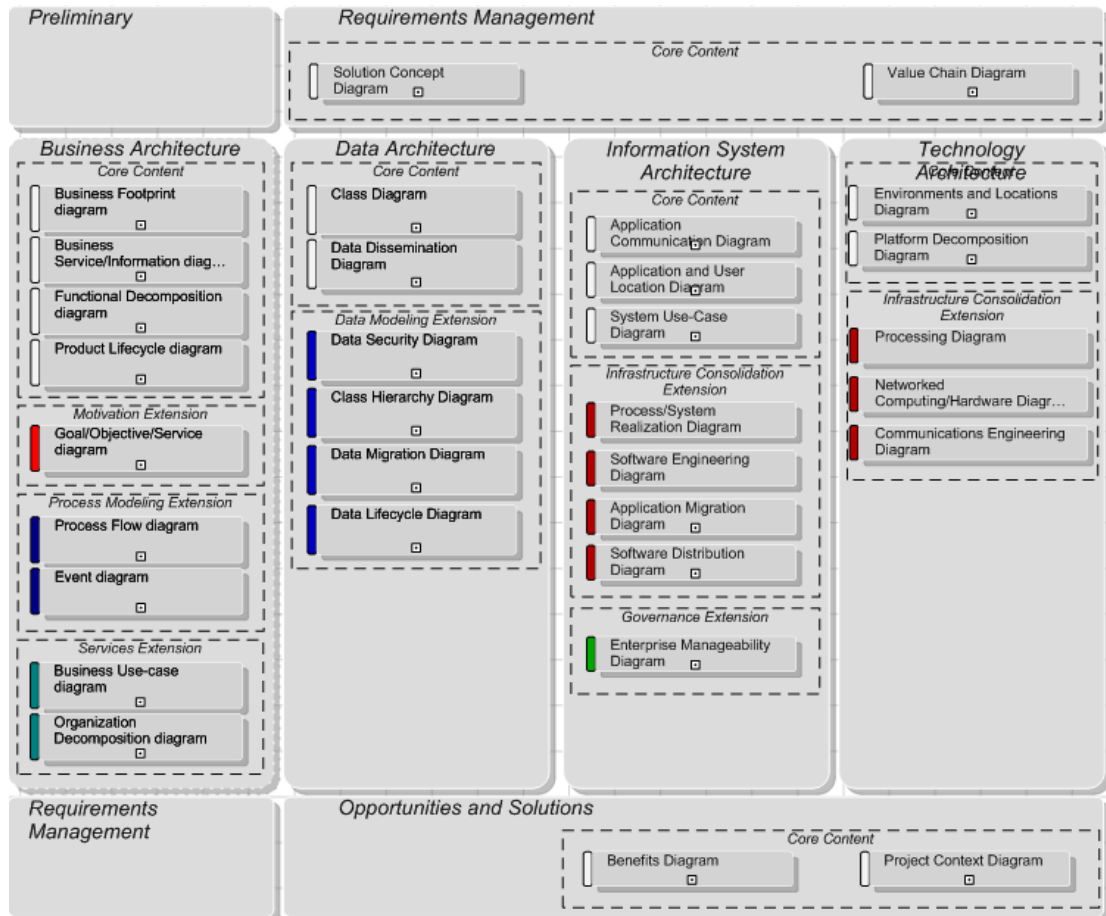 Preliminary
Requirements Management
Core Content
Solution Concept
Diagram
Value Chain Diagram
Business Architecture
Core Content
Business Footprint
diagram
Business
Service/Information diag...
Functional Decomposition
diagram
Product Lifecycle diagram
Motivation Extension
Goal/Objective/Service
diagram
Process Modeling Extension
Process Flow diagram
Event diagram
Services Extension
Business Use-case
diagram
Organization
Decomposition diagram
Data Architecture
Core Content
Class Diagram
Data Dissemination
Diagram
Data Modeling Extension
Data Security Diagram
Class Hierarchy Diagram
Data Migration Diagram
Data Lifecycle Diagram
Information System
Architecture
Core Content
Application
Communication Diagram
Application and User
Location Diagram
System Use-Case
Diagram
Infrastructure Consolidation
Extension
Process/System
Realization Diagram
Software Engineering
Diagram
Application Migration
Diagram
Software Distribution
Diagram
Governance Extension
Enterprise Manageability
Diagram
Technology
Architecture
Core Content
Environments and Locations
Diagram
Platform Decomposition
Diagram
Infrastructure Consolidation
Extension
Processing Diagram
Networked
Computing/Hardware Diagr...
Communications Engineering
Diagram
Requirements
Management
Opportunities and Solutions
Core Content
Benefits Diagram
Project Context Diagram